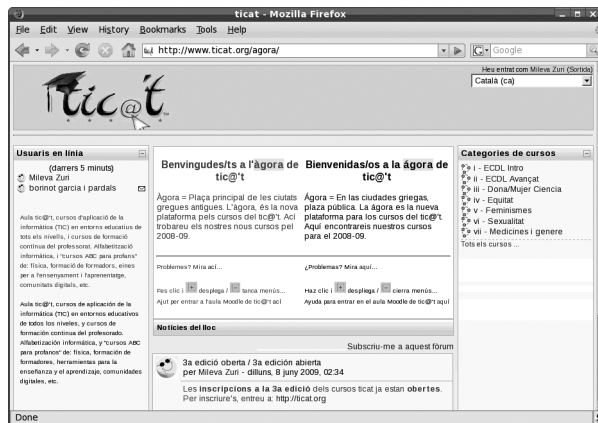 ticat - Mozilla Firefox
File Edit View History Bookmarks Tools Help
http://www.ticat.org/agora/
Google
tic@t
Heu entrat com Mileva Zuri (Sortida)
Català (ca)
Usuaris en línia
(darrers 5 minuts)
Mileva Zuri
borinot garcia i pardals
Aula tic@'t, cursos d'aplicació de la
informàtica (TIC) en entorns educatius de
tots els nivells, i cursos de formació
contínua del professorat. Alfabetització
informàtica, i "cursos ABC para profans"
de: física, formació de formadors, eines
per a l'ensenyament i l'aprenentatge,
comunitats digitals, etc.
Aula tic@'t, cursos de aplicación de la
informática (TIC) en entornos educativos
de todos los niveles, y cursos de
formación continua del profesorado.
Alfabetización informática, y "cursos ABC
para profanos" de: física, formación de
formadores, herramientas para la
enseñanza y el aprendizaje, comunidades
digitales, etc.
Benvingudes/ts a l'àgora de
tic@'t
Àgora = Plaça principal de les ciutats
gregues antigues. L'àgora, és la nova
plataform pels cursos del tic@'t. Ací
trobareu els nostres nous cursos pel
2008-09.
Problemes? Mira ací...
Fes clic i + desplega / - tanca menús...
Ajut per entrar a l'aula Moodle de tic@'t ací
Bienvenidas/os a la ágora de
tic@'t
Ágora = En las ciudades griegas,
plaza pública. La ágora es la nueva
plataforma para los cursos del tic@'t.
Aquí encontrareis nuestros cursos
para el 2008-09.
¿Problemas? Mira aquí...
Haz clic i + desplega / - cierra menús...
Ayuda para entrar en el aula Moodle de tic@'t aquí
Notícies del lloc
Subscriu-me a aquest fòrum
3a edició oberta / 3a edición abierta
per Mileva Zuri - dilluns, 8 juny 2009, 02:34
Les inscripcions a la 3a edició dels cursos ticat ja estan obertes.
Per inscriure's, entreu a: http://ticat.org
Categories de cursos
i - ECDL Intro
ii - ECDL Avançat
iii - Dona/Mujer Ciencia
iv - Equitat
v - Feminismes
vi - Sexualitat
vii - Medicines i genere
Tots els cursos ...
Done